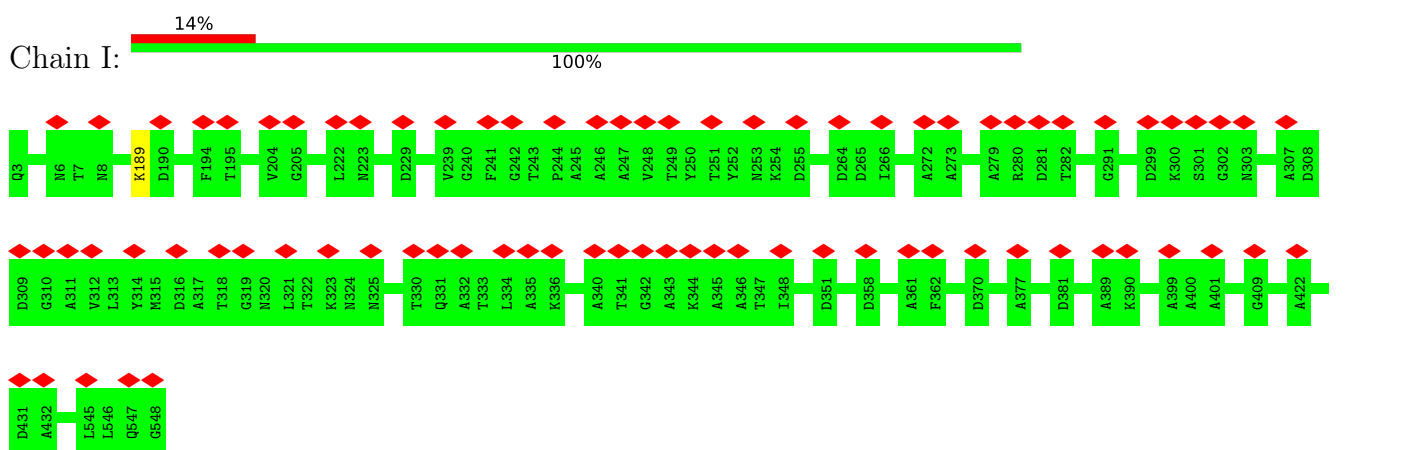 14%
Chain I:
100%
Q3 N6 T7 N8 K189 D190 F194 T195 V204 G205 L222 N223 D229 V239 G240 F241 G242 T243 P244 A245 A246 A247 V248 T249 Y250 T251 Y252 N253 K254 D255 D264 D265 I266 A272 A273 A279 R280 D281 T282 G291 D299 K300 S301 G302 N303 A307 D308
D309 G310 A311 V312 L313 Y314 M315 D316 A317 T318 G319 N320 L321 T322 K323 N324 N325 T330 Q331 A332 T333 L334 A335 K336 A340 T341 G342 A343 K344 A345 A346 T347 I348 D351 D358 A361 F362 D370 A377 D381 A389 K390 A399 A400 A401 G409 A422
D431 A432 L545 L546 Q547 G548